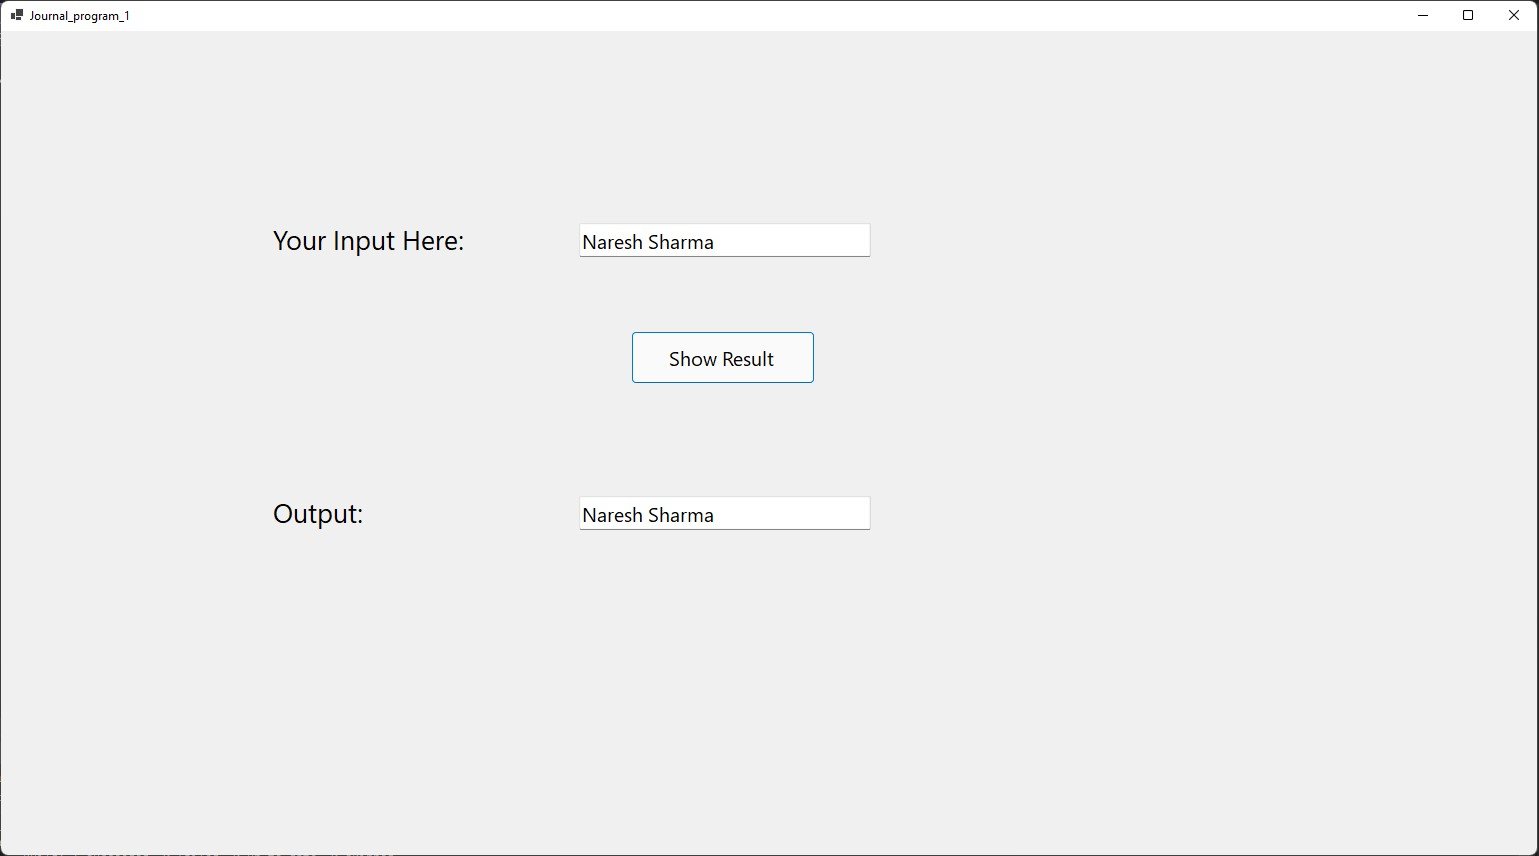 Journal_program_1
Your Input Here: Naresh Sharma
Show Result
Output: Naresh Sharma